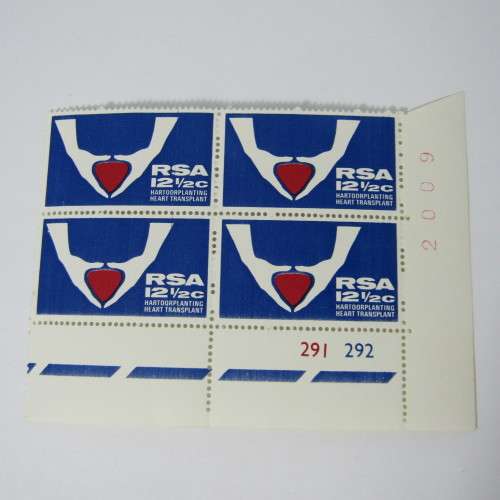 RSA
12½C
HARTOORPLANTING
HEART TRANSPLANT
RSA
12½C
HARTOORPLANTING
HEART TRANSPLANT
RSA
12½C
HARTOORPLANTING
HEART TRANSPLANT
RSA
12½C
HARTOORPLANTING
HEART TRANSPLANT
291 292
2009